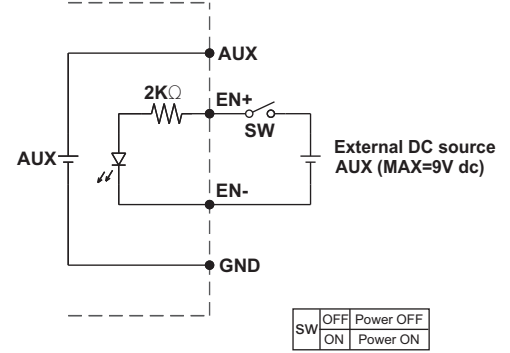 AUX
2KΩ
EN+
SW
AUX
External DC source
AUX (MAX=9V dc)
EN-
GND
SW
OFF Power OFF
ON Power ON